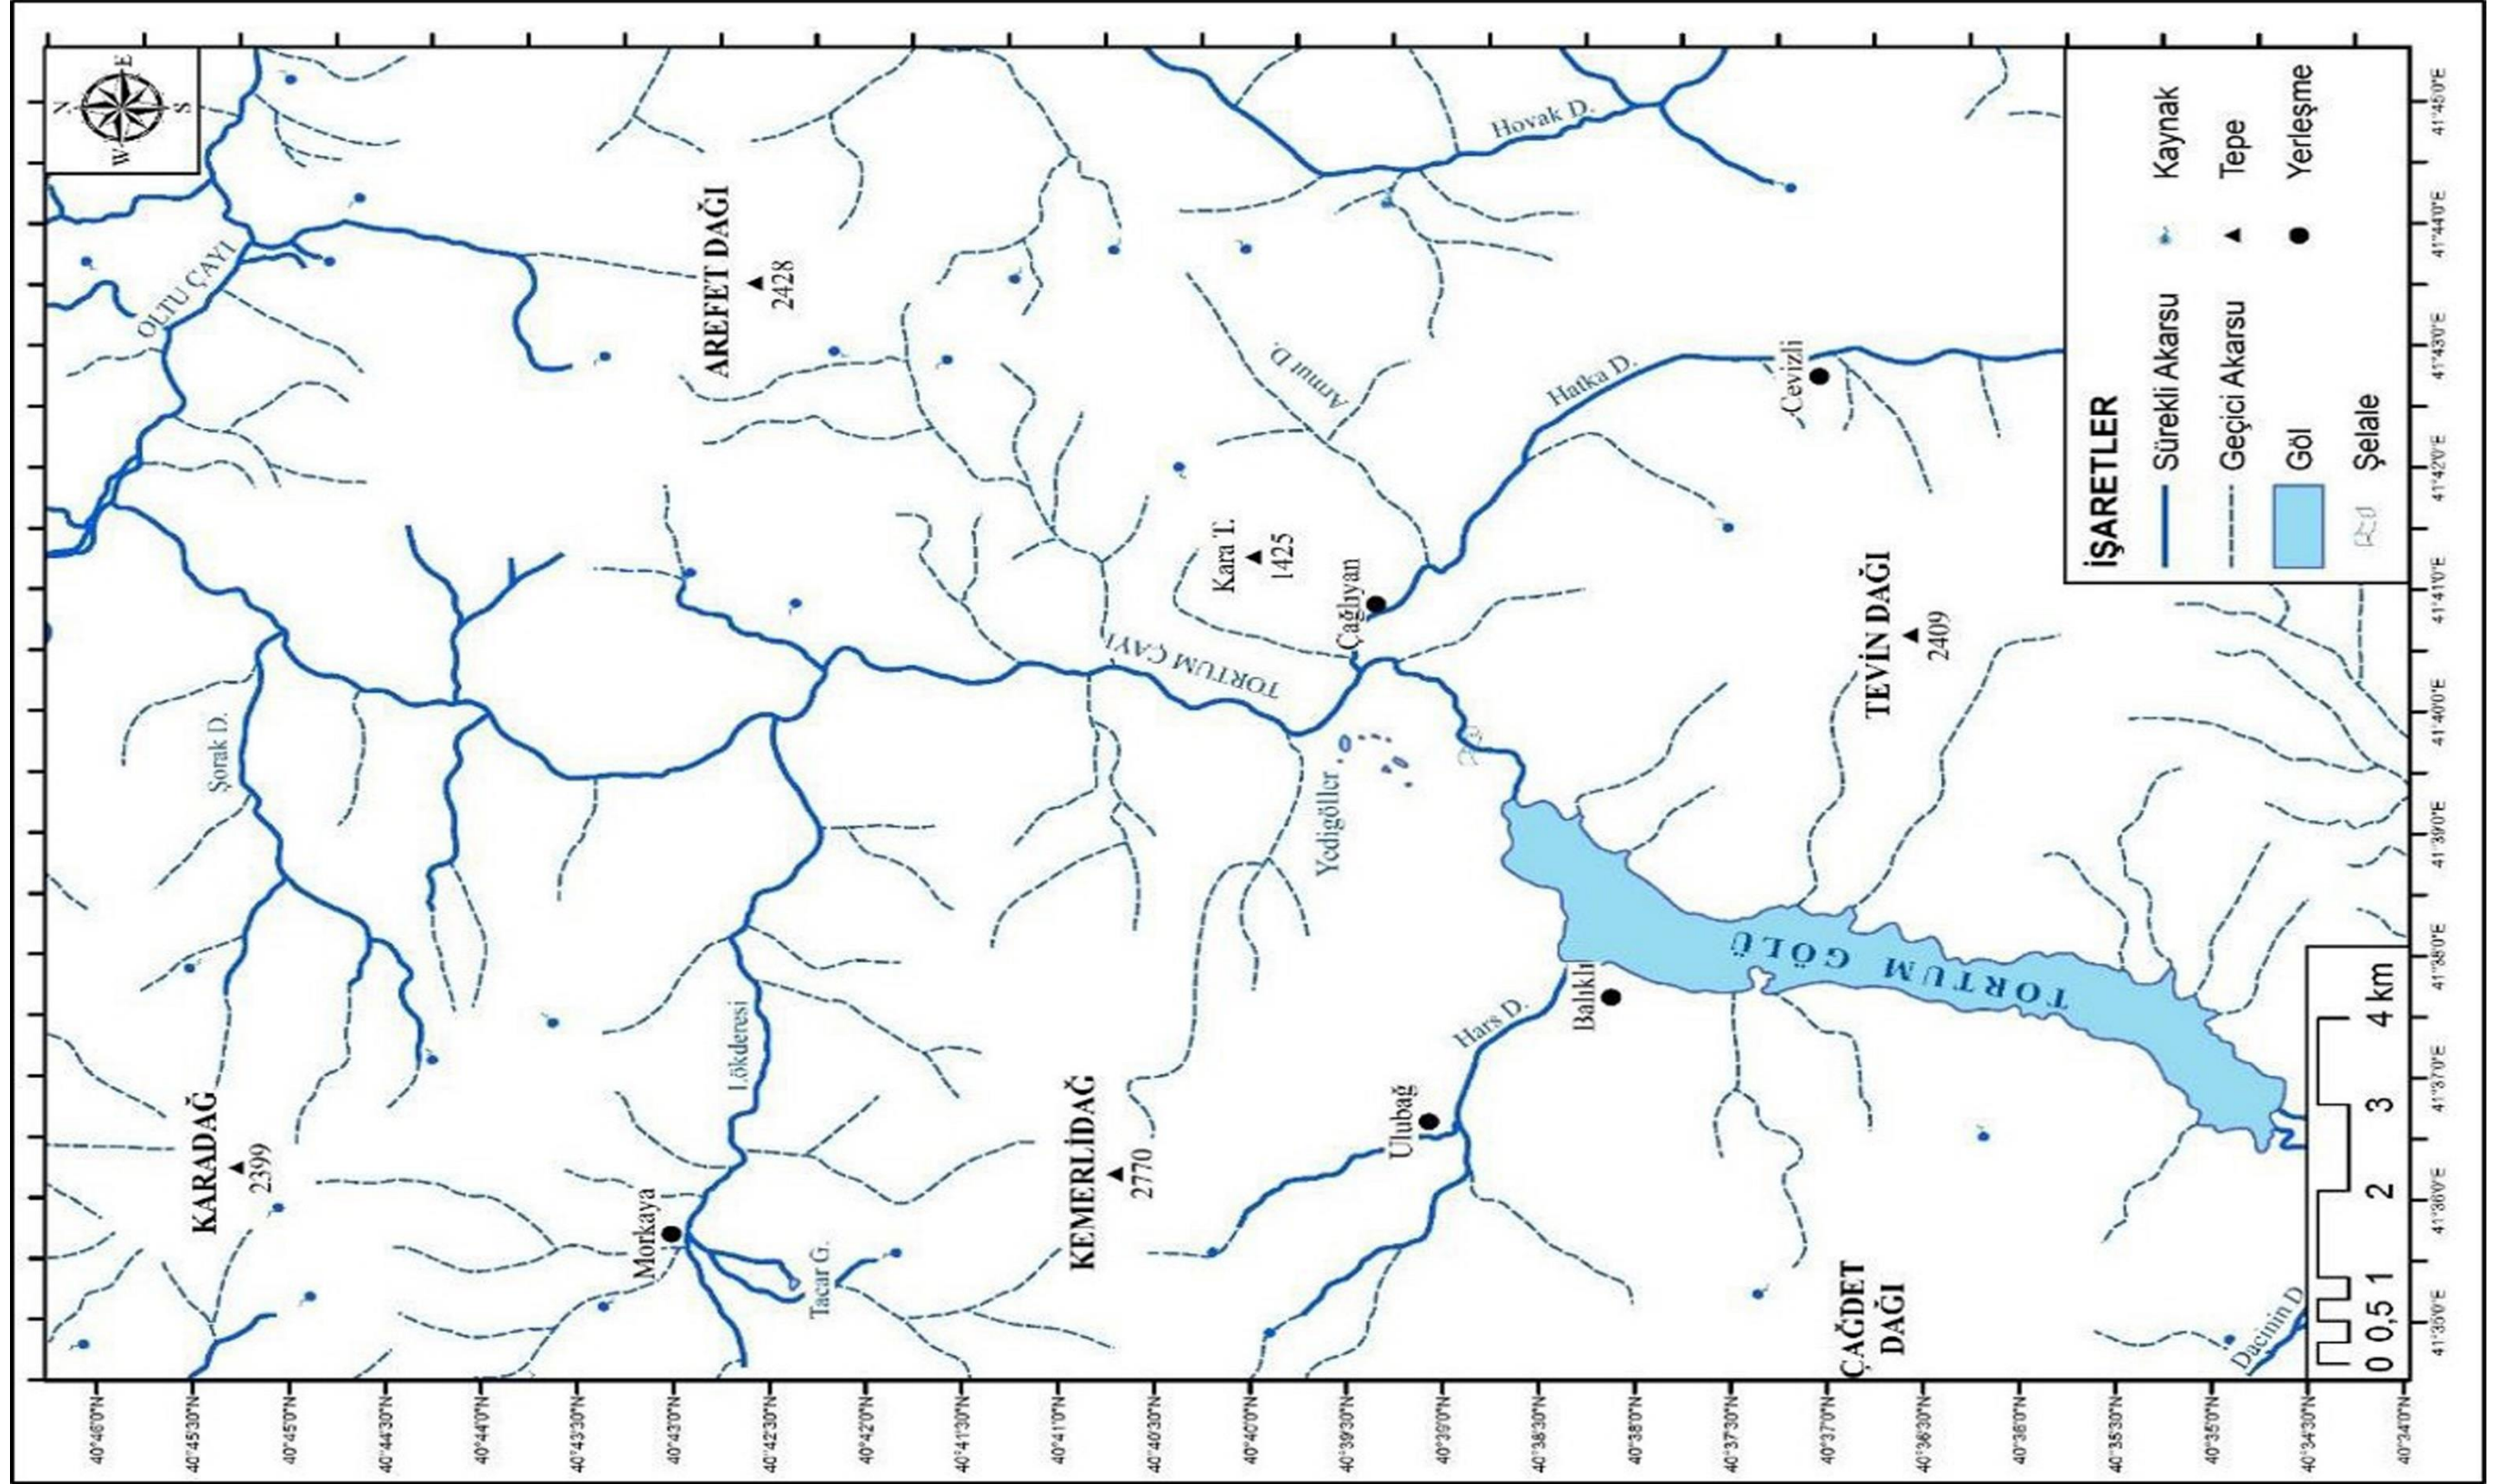 N
E
S
W
OLTU ÇAYI
Hovak D.
AREFET DAĞI
2428
Armut D.
Hatka D.
Cevizli
Kara T.
1425
Çağlıyan
TORTUM ÇAYI
Şorak D.
TEVİN DAĞI
2409
Yedigöller
TORTUM GÖLÜ
Lökderesi
Hars D.
Balıklı
Ulubağ
KARADAĞ
2399
KEMERLİDAĞ
2770
Morkaya
Tacar G.
ÇAĞDET
DAĞI
Dacinin D.
İŞARETLER
Sürekli Akarsu
Kaynak
Geçici Akarsu
Tepe
Göl
Yerleşme
Şelale
0 0,5 1 2 3 4 km
41°45'0"E
41°44'0"E
41°43'0"E
41°42'0"E
41°41'0"E
41°40'0"E
41°39'0"E
41°38'0"E
41°37'0"E
41°36'0"E
41°35'0"E
40°46'0"N
40°45'30"N
40°45'0"N
40°44'30"N
40°44'0"N
40°43'30"N
40°43'0"N
40°42'30"N
40°42'0"N
40°41'30"N
40°41'0"N
40°40'30"N
40°40'0"N
40°39'30"N
40°39'0"N
40°38'30"N
40°38'0"N
40°37'30"N
40°37'0"N
40°36'30"N
40°36'0"N
40°35'30"N
40°35'0"N
40°34'30"N
40°34'0"N